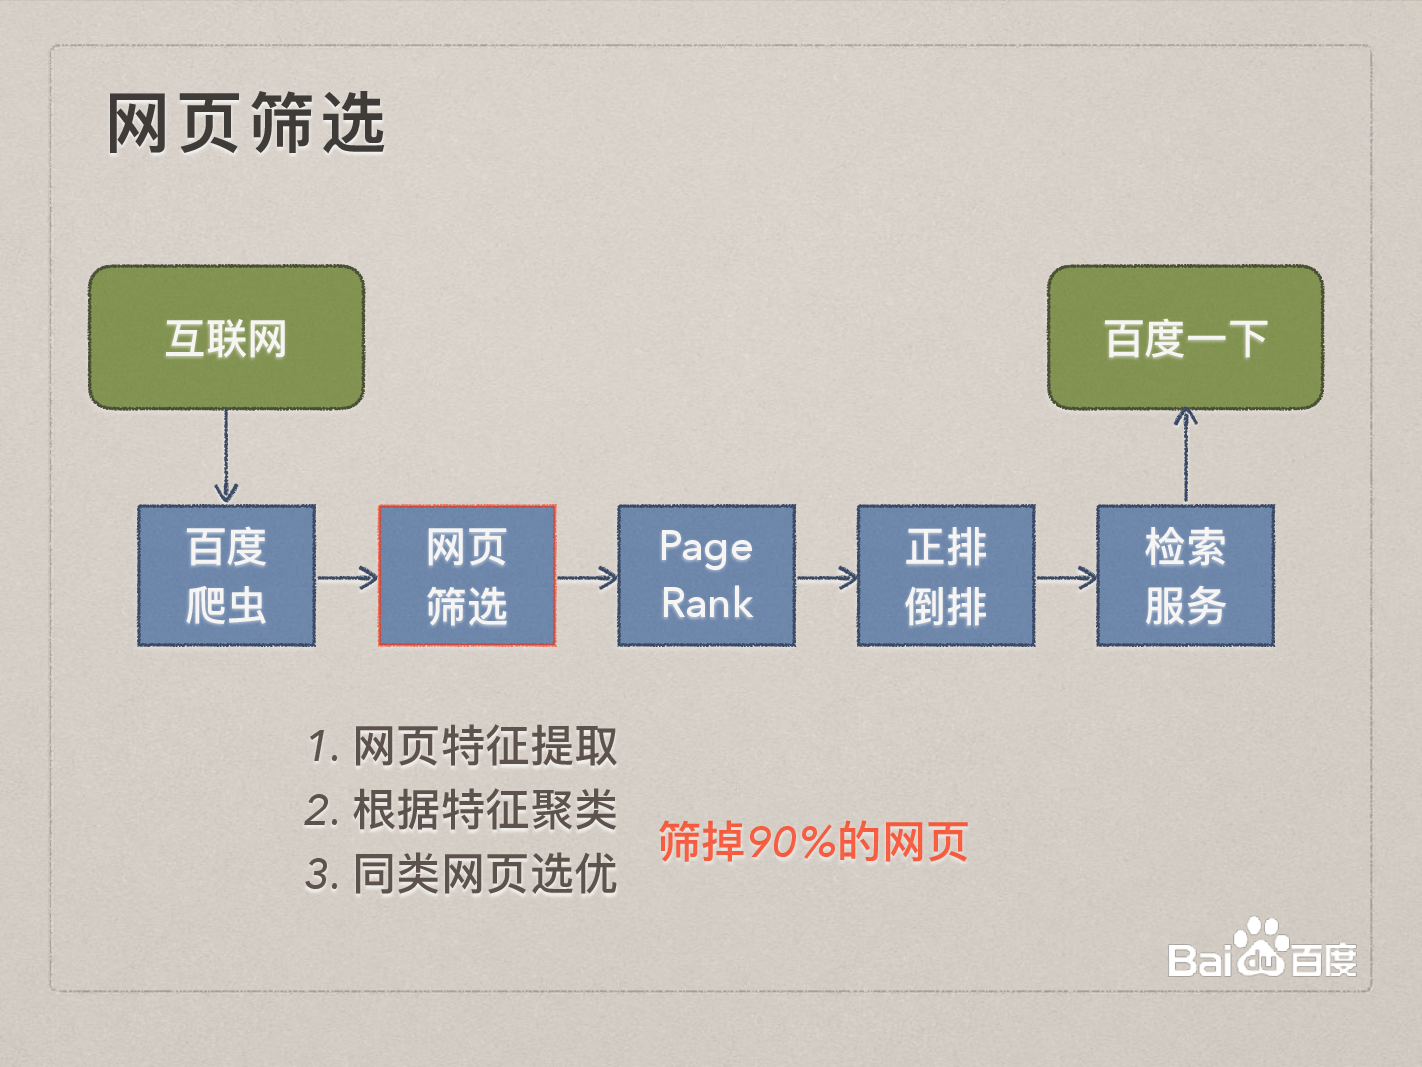 网页筛选
互联网
百度一下
百度
爬虫
网页
筛选
Page
Rank
正排
倒排
检索
服务
1. 网页特征提取
2. 根据特征聚类
3. 同类网页选优
筛掉90%的网页
Bai du 百度